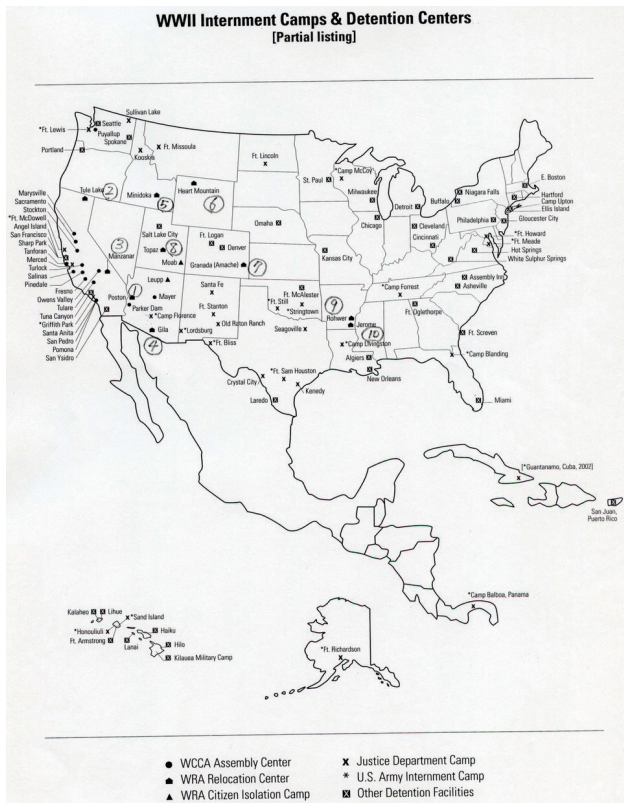 WWII Internment Camps & Detention Centers
[Partial listing]
Sullivan Lake
Seattle
*Ft. Lewis
Puyallup
Spokane
Portland
Kooskia
Ft. Missoula
Ft. Lincoln
*Camp McCoy
St. Paul
Milwaukee
Chicago
Detroit
Buffalo
Niagara Falls
E. Boston
Hartford
Camp Upton
Ellis Island
Gloucester City
Philadelphia
*Ft. Howard
*Ft. Meade
Hot Springs
White Sulphur Springs
Cleveland
Cincinnati
Assembly Inn
Asheville
Marysville
Sacramento
Stockton
*Ft. McDowell
Angel Island
San Francisco
Sharp Park
Tanforan
Merced
Turlock
Salinas
Pinedale
Fresno
Owens Valley
Tulare
Tuna Canyon
*Griffith Park
Santa Anita
San Pedro
Pomona
San Ysidro
Tule Lake
2
Minidoka
5
Heart Mountain
6
3
Manzanar
Salt Lake City
Topaz
8
Moab
Ft. Logan
Denver
Granada (Amache)
7
Omaha
Kansas City
Leupp
Poston
1
Mayer
Parker Dam
*Camp Florence
Gila
4
Santa Fe
Ft. Stanton
Old Raton Ranch
*Lordsburg
*Ft. Bliss
Ft. McAlester
*Ft. Sill
*Stringtown
Seagoville
9
Rohwer
Jerome
10
*Camp Livingston
Algiers
New Orleans
*Camp Forrest
Ft. Oglethorpe
Ft. Screven
*Camp Blanding
Miami
Crystal City
*Ft. Sam Houston
Kenedy
Laredo
[*Guantanamo, Cuba, 2002]
San Juan,
Puerto Rico
*Camp Balboa, Panama
Kalaheo
Lihue
*Sand Island
*Honouliuli
Ft. Armstrong
Lanai
Haiku
Hilo
Kilauea Military Camp
*Ft. Richardson
WCCA Assembly Center
WRA Relocation Center
WRA Citizen Isolation Camp
X Justice Department Camp
* U.S. Army Internment Camp
Other Detention Facilities